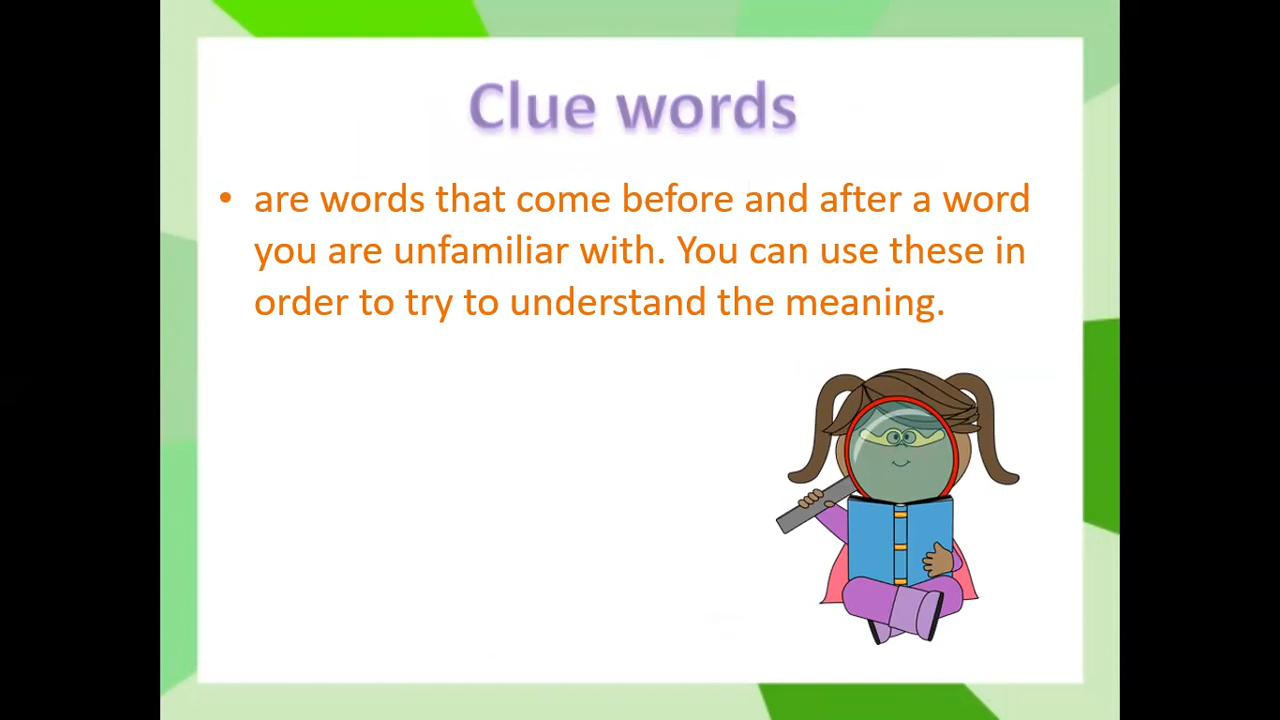 Clue words
• are words that come before and after a word
you are unfamiliar with. You can use these in
order to try to understand the meaning.